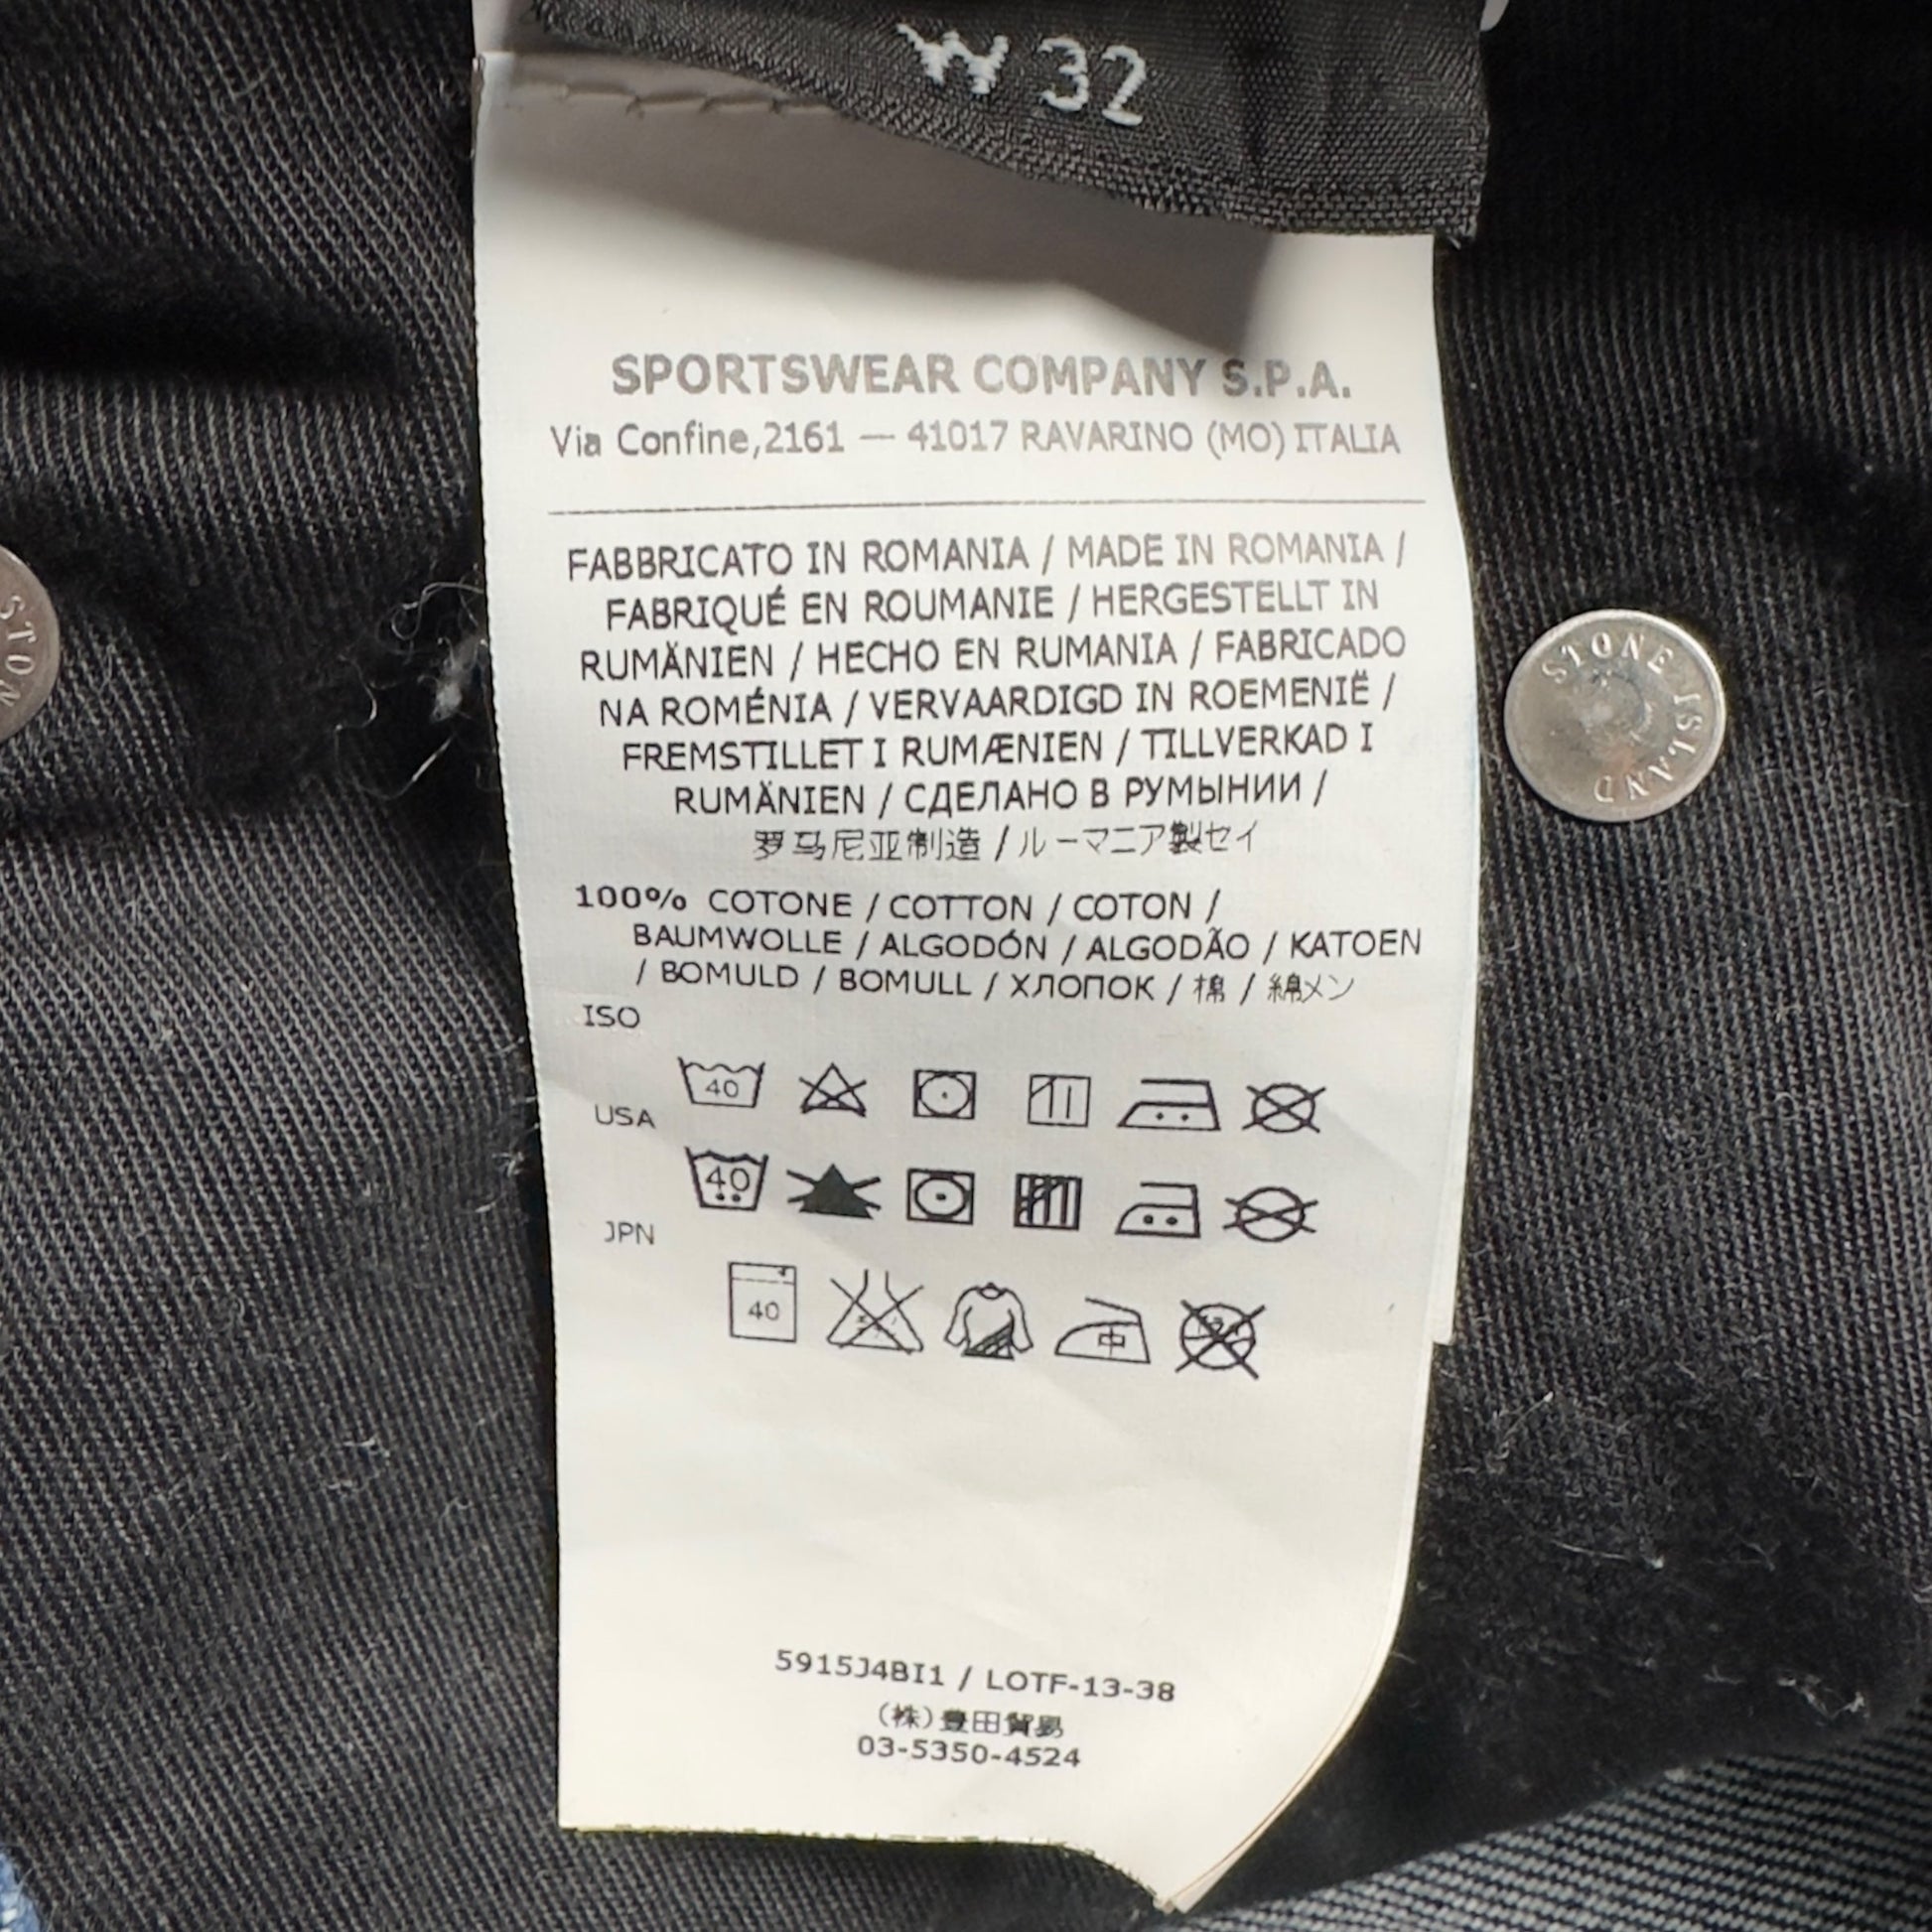 W 32
SPORTSWEAR COMPANY S.P.A.
Via Confine,2161 — 41017 RAVARINO (MO) ITALIA
FABBRICATO IN ROMANIA / MADE IN ROMANIA /
FABRIQUÉ EN ROUMANIE / HERGESTELLT IN
RUMÄNIEN / HECHO EN RUMANIA / FABRICADO
NA ROMÉNIA / VERVAARDIGD IN ROEMENIË /
FREMSTILLET I RUMÆNIEN / TILLVERKAD I
RUMÄNIEN / СДЕЛАНО В РУМЫНИИ /
罗马尼亚制造 / ルーマニア製セイ
100% COTONE / COTTON / COTON /
BAUMWOLLE / ALGODÓN / ALGODÃO / KATOEN
/ BOMULD / BOMULL / ХЛОПОК / 棉 / 綿メン
ISO
40
USA
40
JPN
40
中
5915J4BI1 / LOTF-13-38
(株)豊田貿易
03-5350-4524
STONE ISLAND
STON